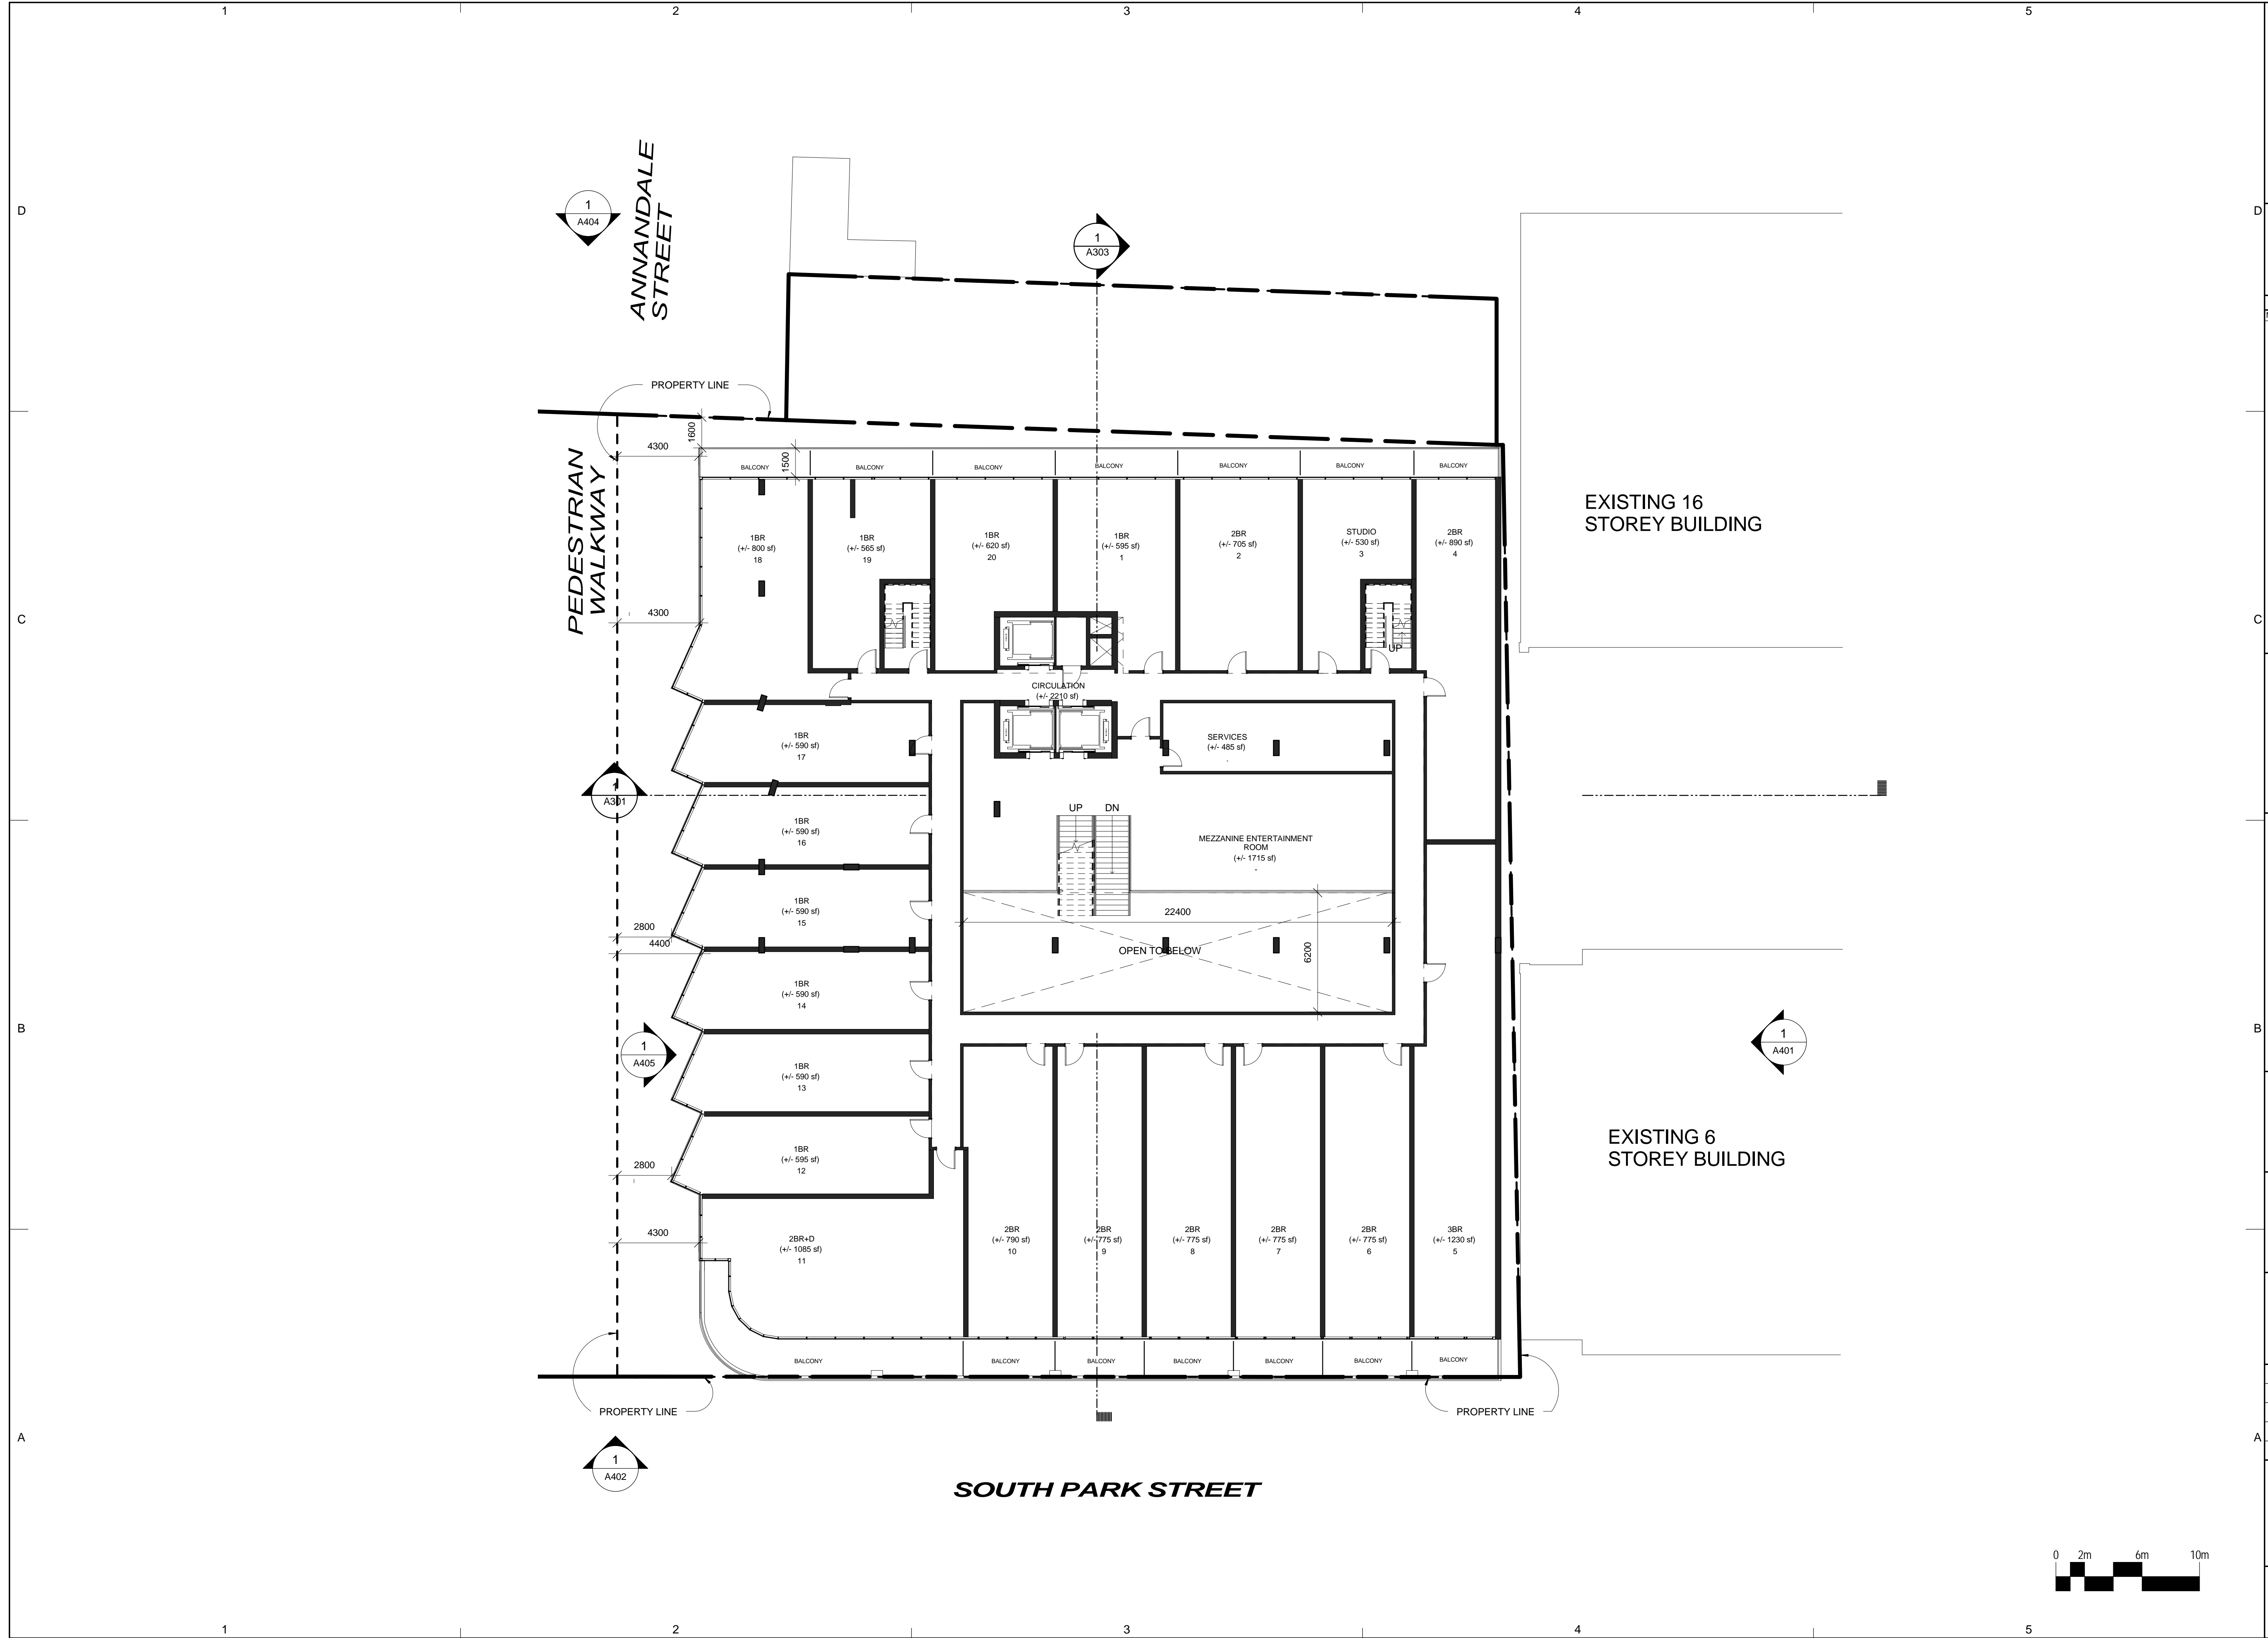 1 2 3 4 5
D D
ANNANDALE
STREET
1
A404
1
A303
PROPERTY LINE
1600
4300
1500
BALCONY BALCONY BALCONY BALCONY BALCONY BALCONY BALCONY
PEDESTRIAN
WALKWAY
EXISTING 16
STOREY BUILDING
1BR
(+/- 800 sf)
18
1BR
(+/- 565 sf)
19
1BR
(+/- 620 sf)
20
1BR
(+/- 595 sf)
1
2BR
(+/- 705 sf)
2
STUDIO
(+/- 530 sf)
3
2BR
(+/- 890 sf)
4
4300
C C
UP
CIRCULATION
(+/- 2210 sf)
1BR
(+/- 590 sf)
17
SERVICES
(+/- 485 sf)
1
A301
UP DN
1BR
(+/- 590 sf)
16
MEZZANINE ENTERTAINMENT
ROOM
(+/- 1715 sf)
-
1BR
(+/- 590 sf)
15
2800
4400
22400
OPEN TO BELOW
6200
1BR
(+/- 590 sf)
14
B B
1
A405
1
A401
1BR
(+/- 590 sf)
13
EXISTING 6
STOREY BUILDING
1BR
(+/- 595 sf)
12
2800
4300
2BR+D
(+/- 1085 sf)
11
2BR
(+/- 790 sf)
10
2BR
(+/- 775 sf)
9
2BR
(+/- 775 sf)
8
2BR
(+/- 775 sf)
7
2BR
(+/- 775 sf)
6
3BR
(+/- 1230 sf)
5
BALCONY BALCONY BALCONY BALCONY BALCONY BALCONY BALCONY
PROPERTY LINE
PROPERTY LINE
A A
1
A402
SOUTH PARK STREET
0 2m 6m 10m
1 2 3 4 5